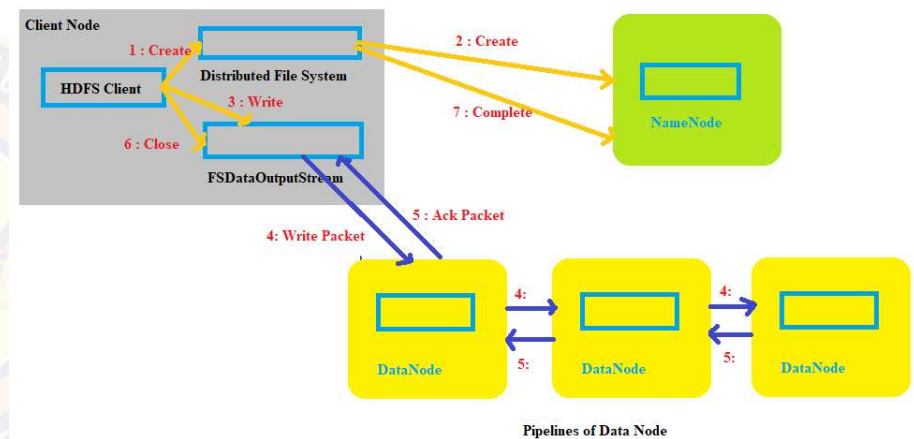 Client Node
1 : Create
2 : Create
HDFS Client
Distributed File System
3 : Write
7 : Complete
NameNode
6 : Close
FSDataOutputStream
5 : Ack Packet
4: Write Packet
4:
4:
5:
5:
DataNode
DataNode
DataNode
Pipelines of Data Node